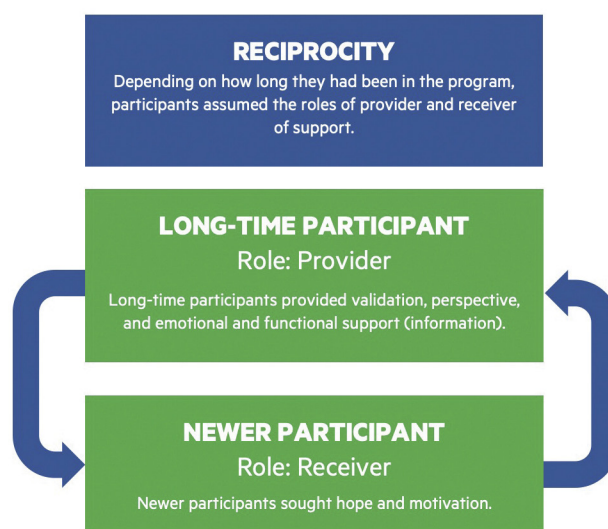 RECIPROCITY
Depending on how long they had been in the program,
participants assumed the roles of provider and receiver
of support.
LONG-TIME PARTICIPANT
Role: Provider
Long-time participants provided validation, perspective,
and emotional and functional support (information).
NEWER PARTICIPANT
Role: Receiver
Newer participants sought hope and motivation.